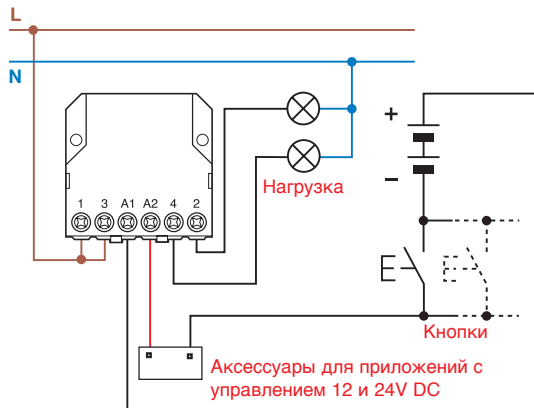 L
N
+
−
Нагрузка
1 3 A1 A2 4 2
Кнопки
Аксессуары для приложений с
управлением 12 и 24V DC